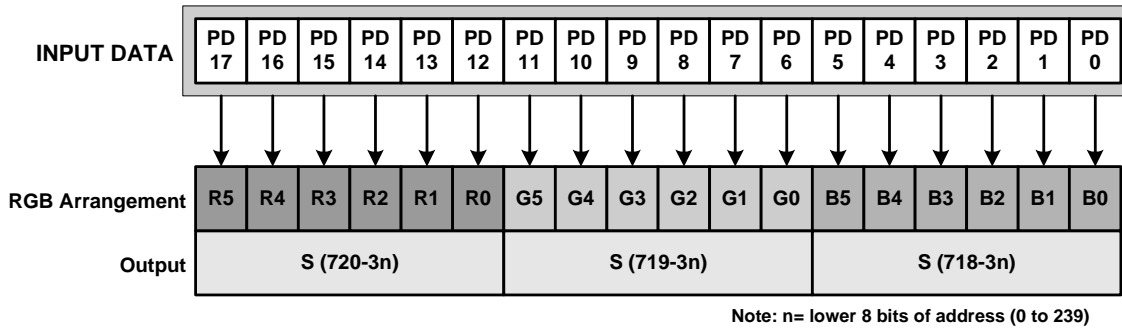 INPUT DATA PD 17 PD 16 PD 15 PD 14 PD 13 PD 12 PD 11 PD 10 PD 9 PD 8 PD 7 PD 6 PD 5 PD 4 PD 3 PD 2 PD 1 PD 0
RGB Arrangement R5 R4 R3 R2 R1 R0 G5 G4 G3 G2 G1 G0 B5 B4 B3 B2 B1 B0
Output S (720-3n) S (719-3n) S (718-3n)
Note: n= lower 8 bits of address (0 to 239)